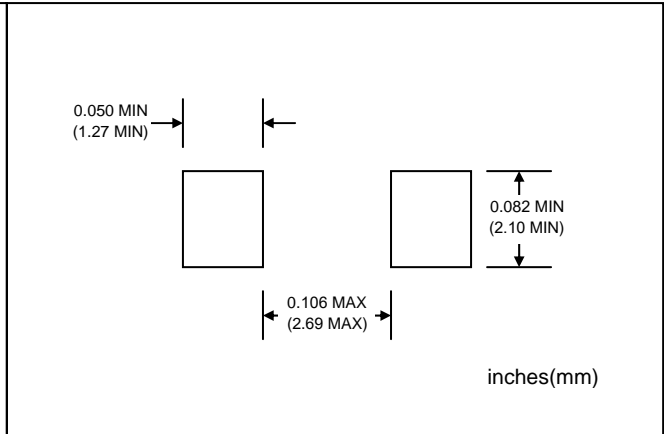 0.050 MIN
(1.27 MIN)
0.082 MIN
(2.10 MIN)
0.106 MAX
(2.69 MAX)
inches(mm)